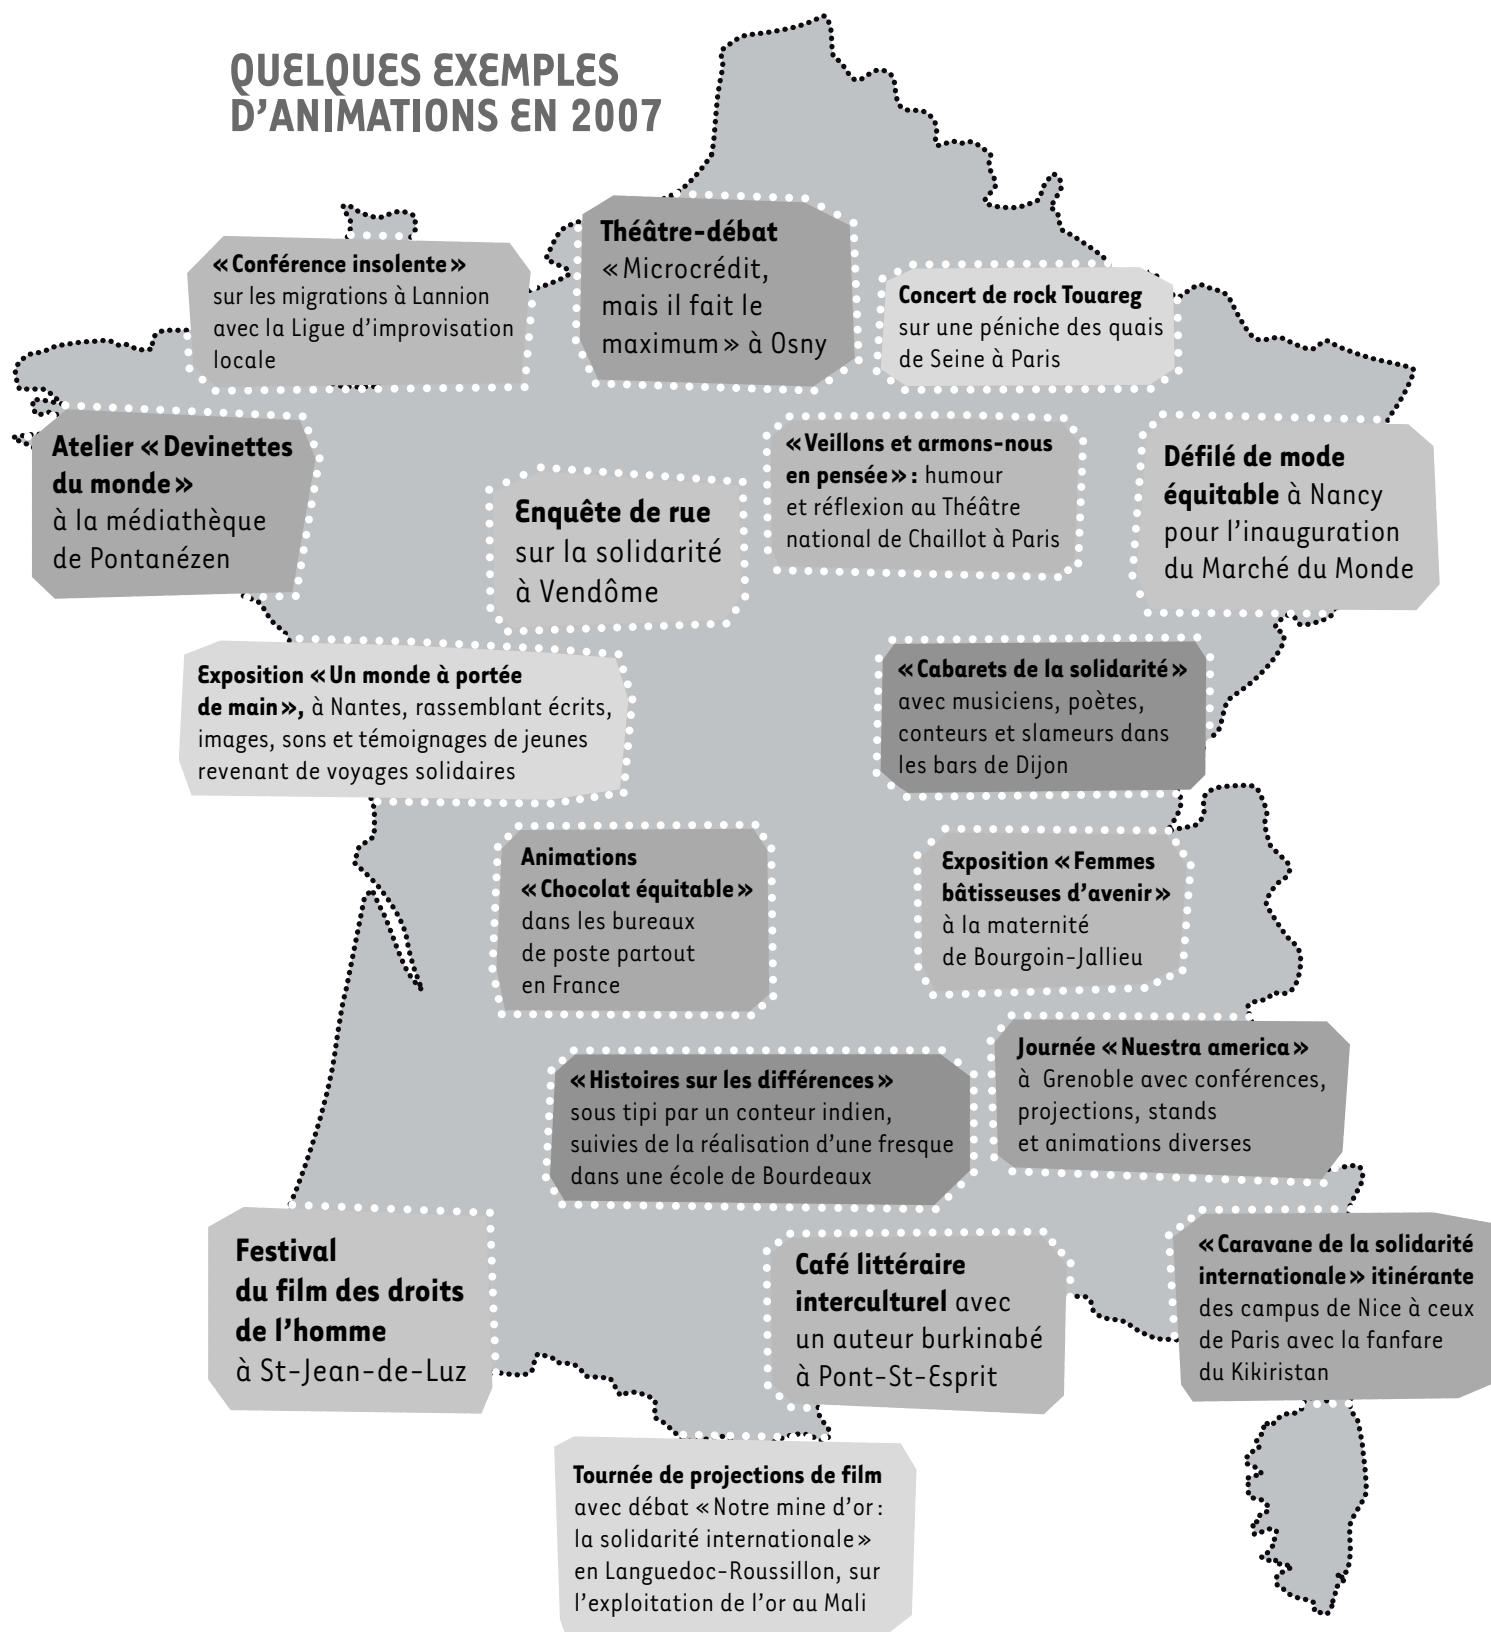 QUELQUES EXEMPLES
D'ANIMATIONS EN 2007
« Conférence insolente »
sur les migrations à Lannion
avec la Ligue d'improvisation
locale
Théâtre-débat
« Microcrédit,
mais il fait le
maximum » à Osny
Concert de rock Touareg
sur une péniche des quais
de Seine à Paris
Atelier « Devinettes
du monde »
à la médiathèque
de Pontanézen
Enquête de rue
sur la solidarité
à Vendôme
« Veillons et armons-nous
en pensée » : humour
et réflexion au Théâtre
national de Chaillot à Paris
Défilé de mode
équitable à Nancy
pour l'inauguration
du Marché du Monde
Exposition « Un monde à portée
de main », à Nantes, rassemblant écrits,
images, sons et témoignages de jeunes
revenant de voyages solidaires
« Cabarets de la solidarité »
avec musiciens, poètes,
conteurs et slameurs dans
les bars de Dijon
Animations
« Chocolat équitable »
dans les bureaux
de poste partout
en France
Exposition « Femmes
bâtisseuses d'avenir »
à la maternité
de Bourgoin-Jallieu
« Histoires sur les différences »
sous tipi par un conteur indien,
suivies de la réalisation d'une fresque
dans une école de Bourdeaux
Journée « Nuestra america »
à Grenoble avec conférences,
projections, stands
et animations diverses
Festival
du film des droits
de l'homme
à St-Jean-de-Luz
Café littéraire
interculturel avec
un auteur burkinabé
à Pont-St-Esprit
« Caravane de la solidarité
internationale » itinérante
des campus de Nice à ceux
de Paris avec la fanfare
du Kikiristan
Tournée de projections de film
avec débat « Notre mine d'or :
la solidarité internationale »
en Languedoc-Roussillon, sur
l'exploitation de l'or au Mali